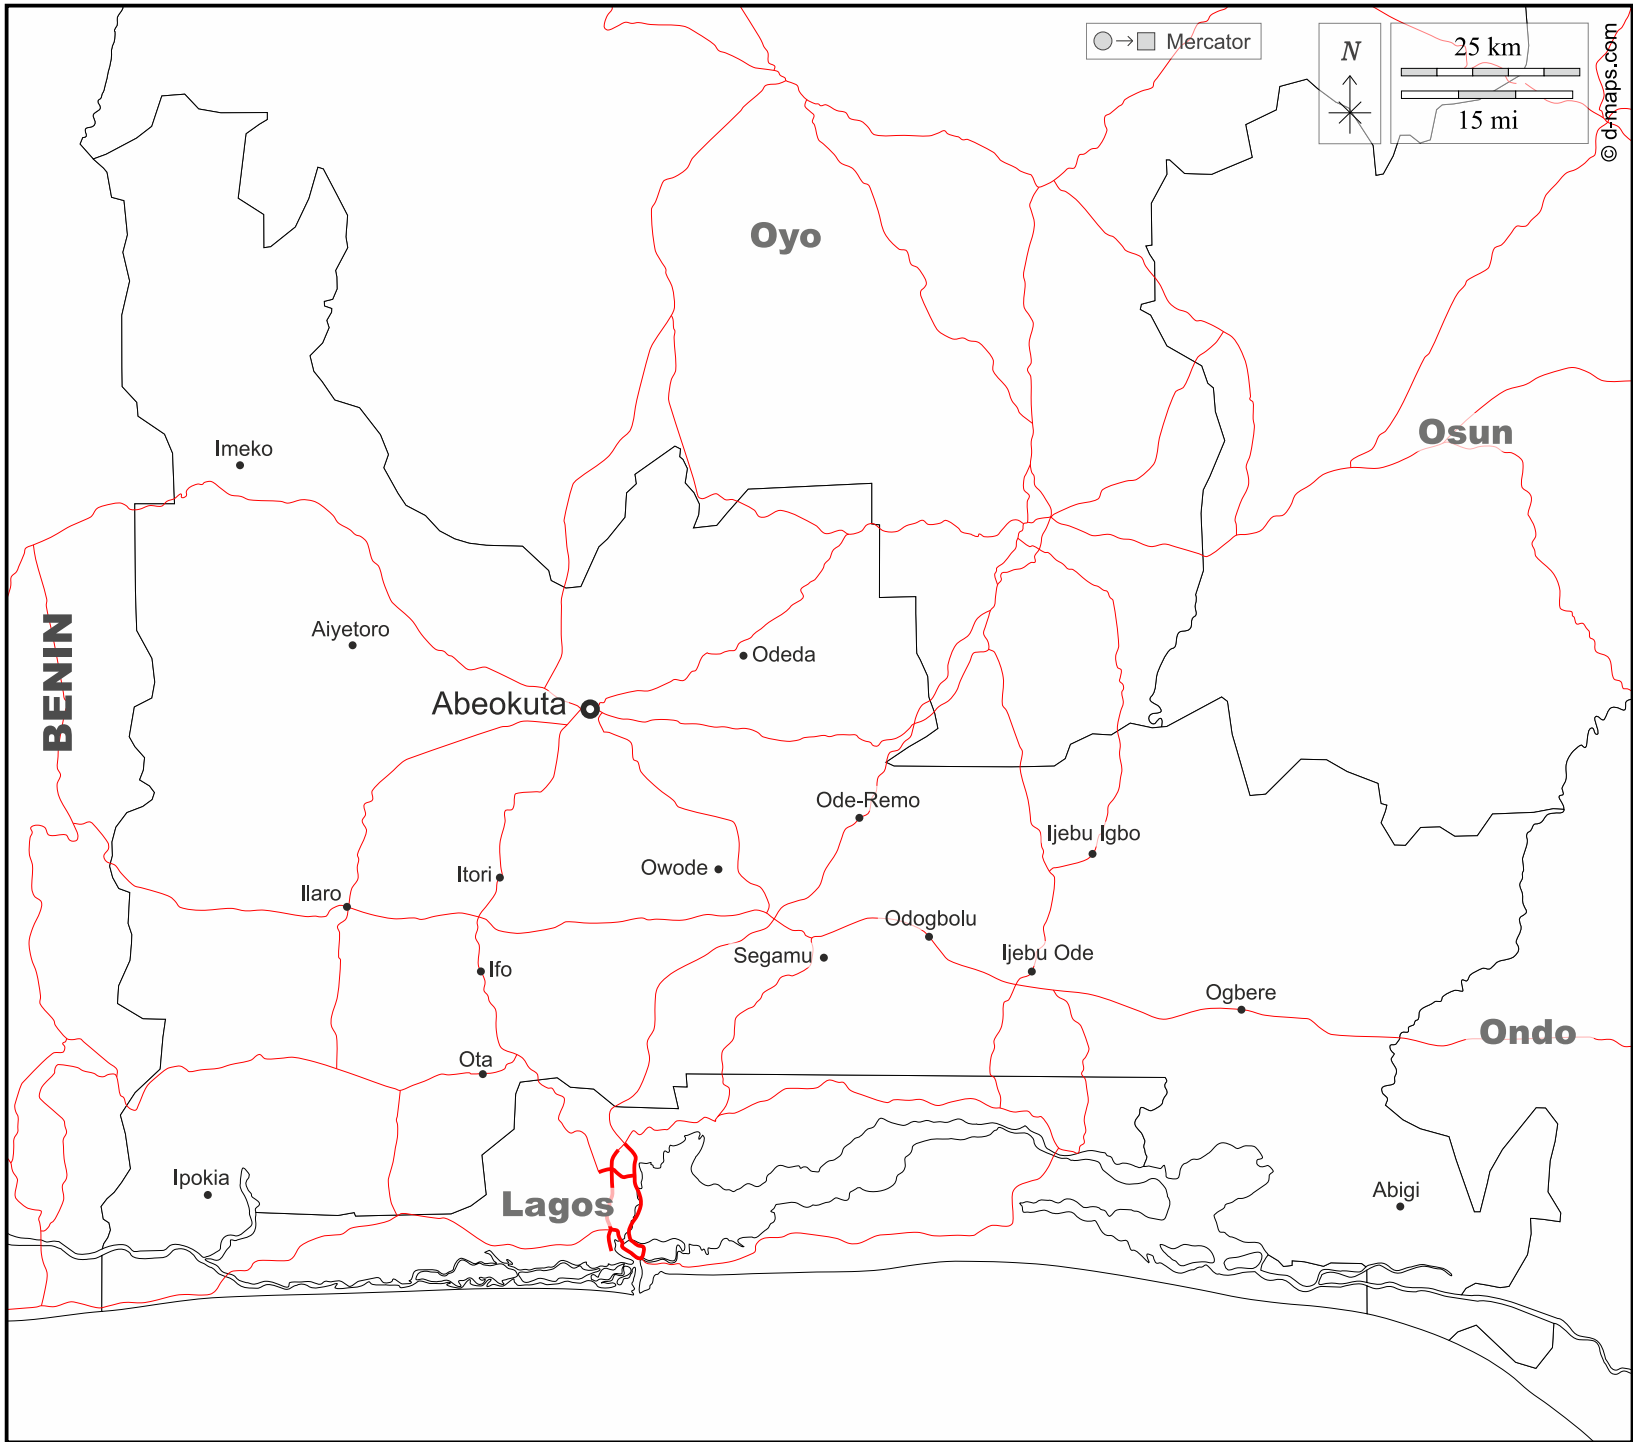 Mercator
N
25 km
15 mi
© d-maps.com
Oyo
Osun
Imeko
BENIN
Aiyetoro
Odeda
Abeokuta
Ode-Remo
Ijebu Igbo
Owode
Itori
Ilaro
Odogbolu
Segamu
Ijebu Ode
Ifo
Ogbere
Ondo
Ota
Ipokia
Lagos
Abigi